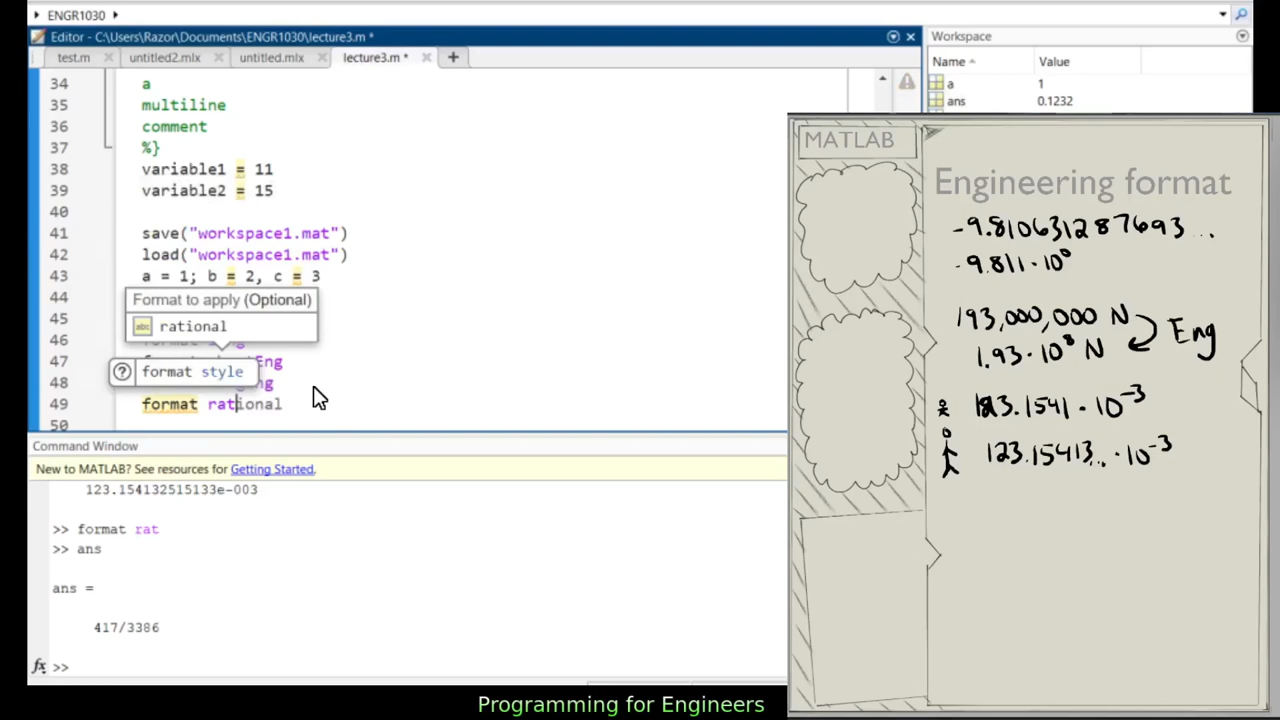 ENGR1030
Editor - C:\Users\Razor\Documents\ENGR1030\lecture3.m *
test.m
untitled2.mlx
untitled.mlx
lecture3.m *
34 a
35 multiline
36 comment
37 %}
38 variable1 = 11
39 variable2 = 15
40
41 save("workspace1.mat")
42 load("workspace1.mat")
43 a = 1; b = 2, c = 3
44
Format to apply (Optional)
45
abc rational
46
47 Eng
? format style
48
49 format rational
50
Command Window
New to MATLAB? See resources for Getting Started.
123.154132515133e-003
>> format rat
>> ans
ans =
417/3386
fx >>
Workspace
Name Value
a 1
ans 0.1232
MATLAB
Engineering format
-9.81063128 7693...
-9.811·10⁰
193,000,000 N
1.93·10⁸ N
Eng
123.1541·10⁻³
123.15413..·10⁻³
Programming for Engineers